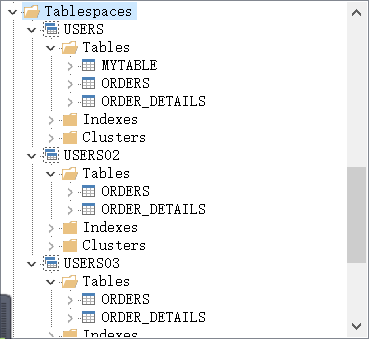 Tablespaces
USERS
Tables
MYTABLE
ORDERS
ORDER_DETAILS
Indexes
Clusters
USERS02
Tables
ORDERS
ORDER_DETAILS
Indexes
Clusters
USERS03
Tables
ORDERS
ORDER_DETAILS
Indexes